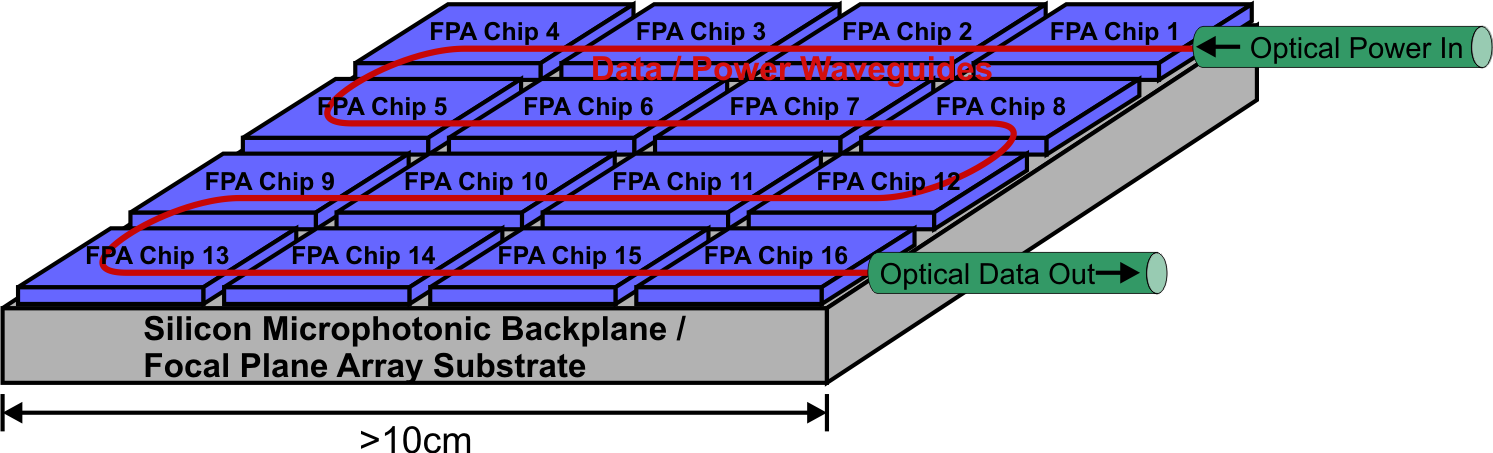 FPA Chip 4
FPA Chip 3
FPA Chip 2
FPA Chip 1
Optical Power In
Data / Power Waveguides
FPA Chip 5
FPA Chip 6
FPA Chip 7
FPA Chip 8
FPA Chip 9
FPA Chip 10
FPA Chip 11
FPA Chip 12
FPA Chip 13
FPA Chip 14
FPA Chip 15
FPA Chip 16
Optical Data Out
Silicon Microphotonic Backplane /
Focal Plane Array Substrate
>10cm